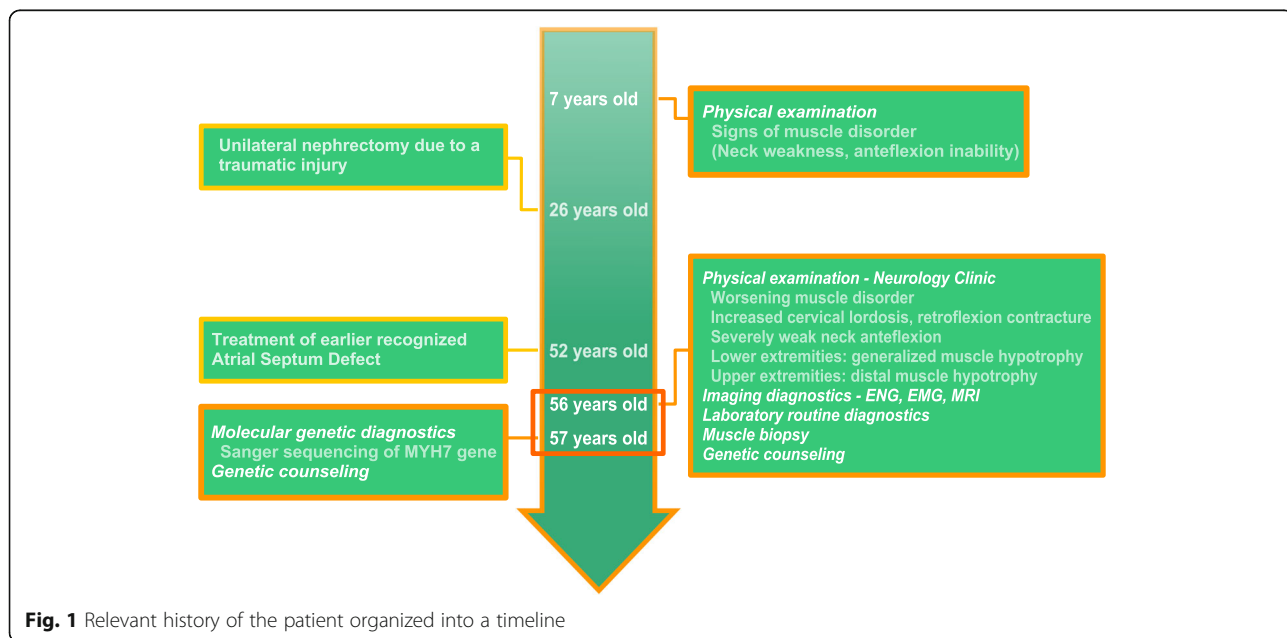 7 years old
Physical examination
Signs of muscle disorder
(Neck weakness, anteflexion inability)
Unilateral nephrectomy due to a
traumatic injury
26 years old
Treatment of earlier recognized
Atrial Septum Defect
52 years old
56 years old
Physical examination - Neurology Clinic
Worsening muscle disorder
Increased cervical lordosis, retroflexion contracture
Severely weak neck anteflexion
Lower extremities: generalized muscle hypotrophy
Upper extremities: distal muscle hypotrophy
Imaging diagnostics - ENG, EMG, MRI
Laboratory routine diagnostics
Muscle biopsy
Genetic counseling
57 years old
Molecular genetic diagnostics
Sanger sequencing of MYH7 gene
Genetic counseling
Fig. 1 Relevant history of the patient organized into a timeline